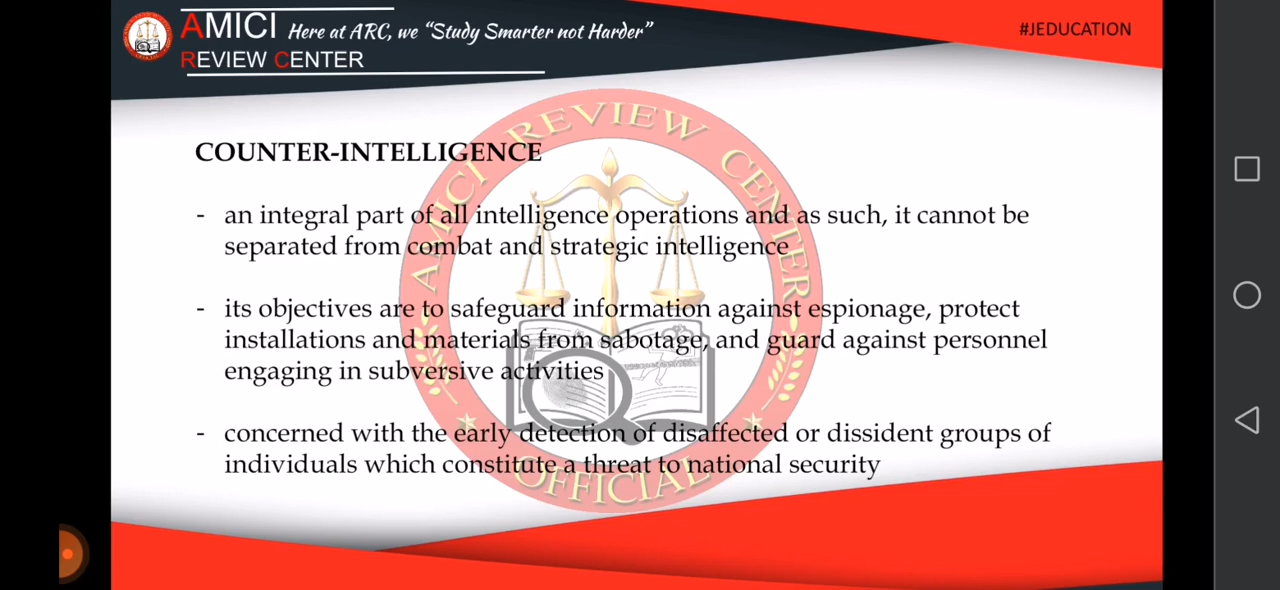 AMICI Here at ARC, we “Study Smarter not Harder”
REVIEW CENTER
#JEDUCATION
COUNTER-INTELLIGENCE
- an integral part of all intelligence operations and as such, it cannot be
separated from combat and strategic intelligence
- its objectives are to safeguard information against espionage, protect
installations and materials from sabotage, and guard against personnel
engaging in subversive activities
- concerned with the early detection of disaffected or dissident groups of
individuals which constitute a threat to national security
AMICI REVIEW CENTER
OFFICIAL